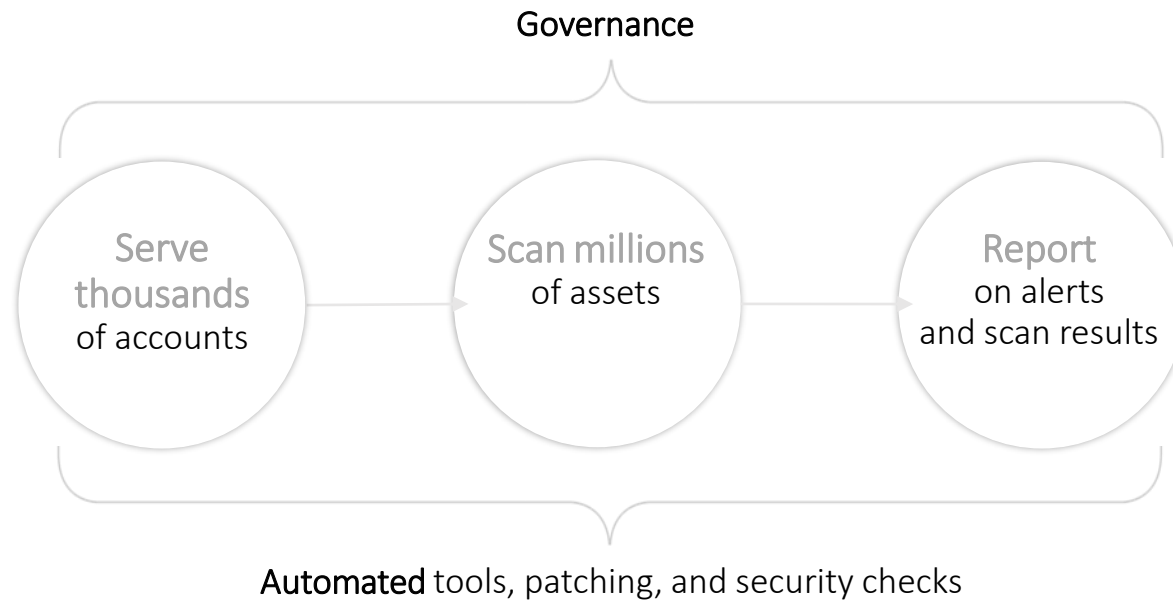 Governance
Serve
thousands
of accounts
Scan millions
of assets
Report
on alerts
and scan results
Automated tools, patching, and security checks